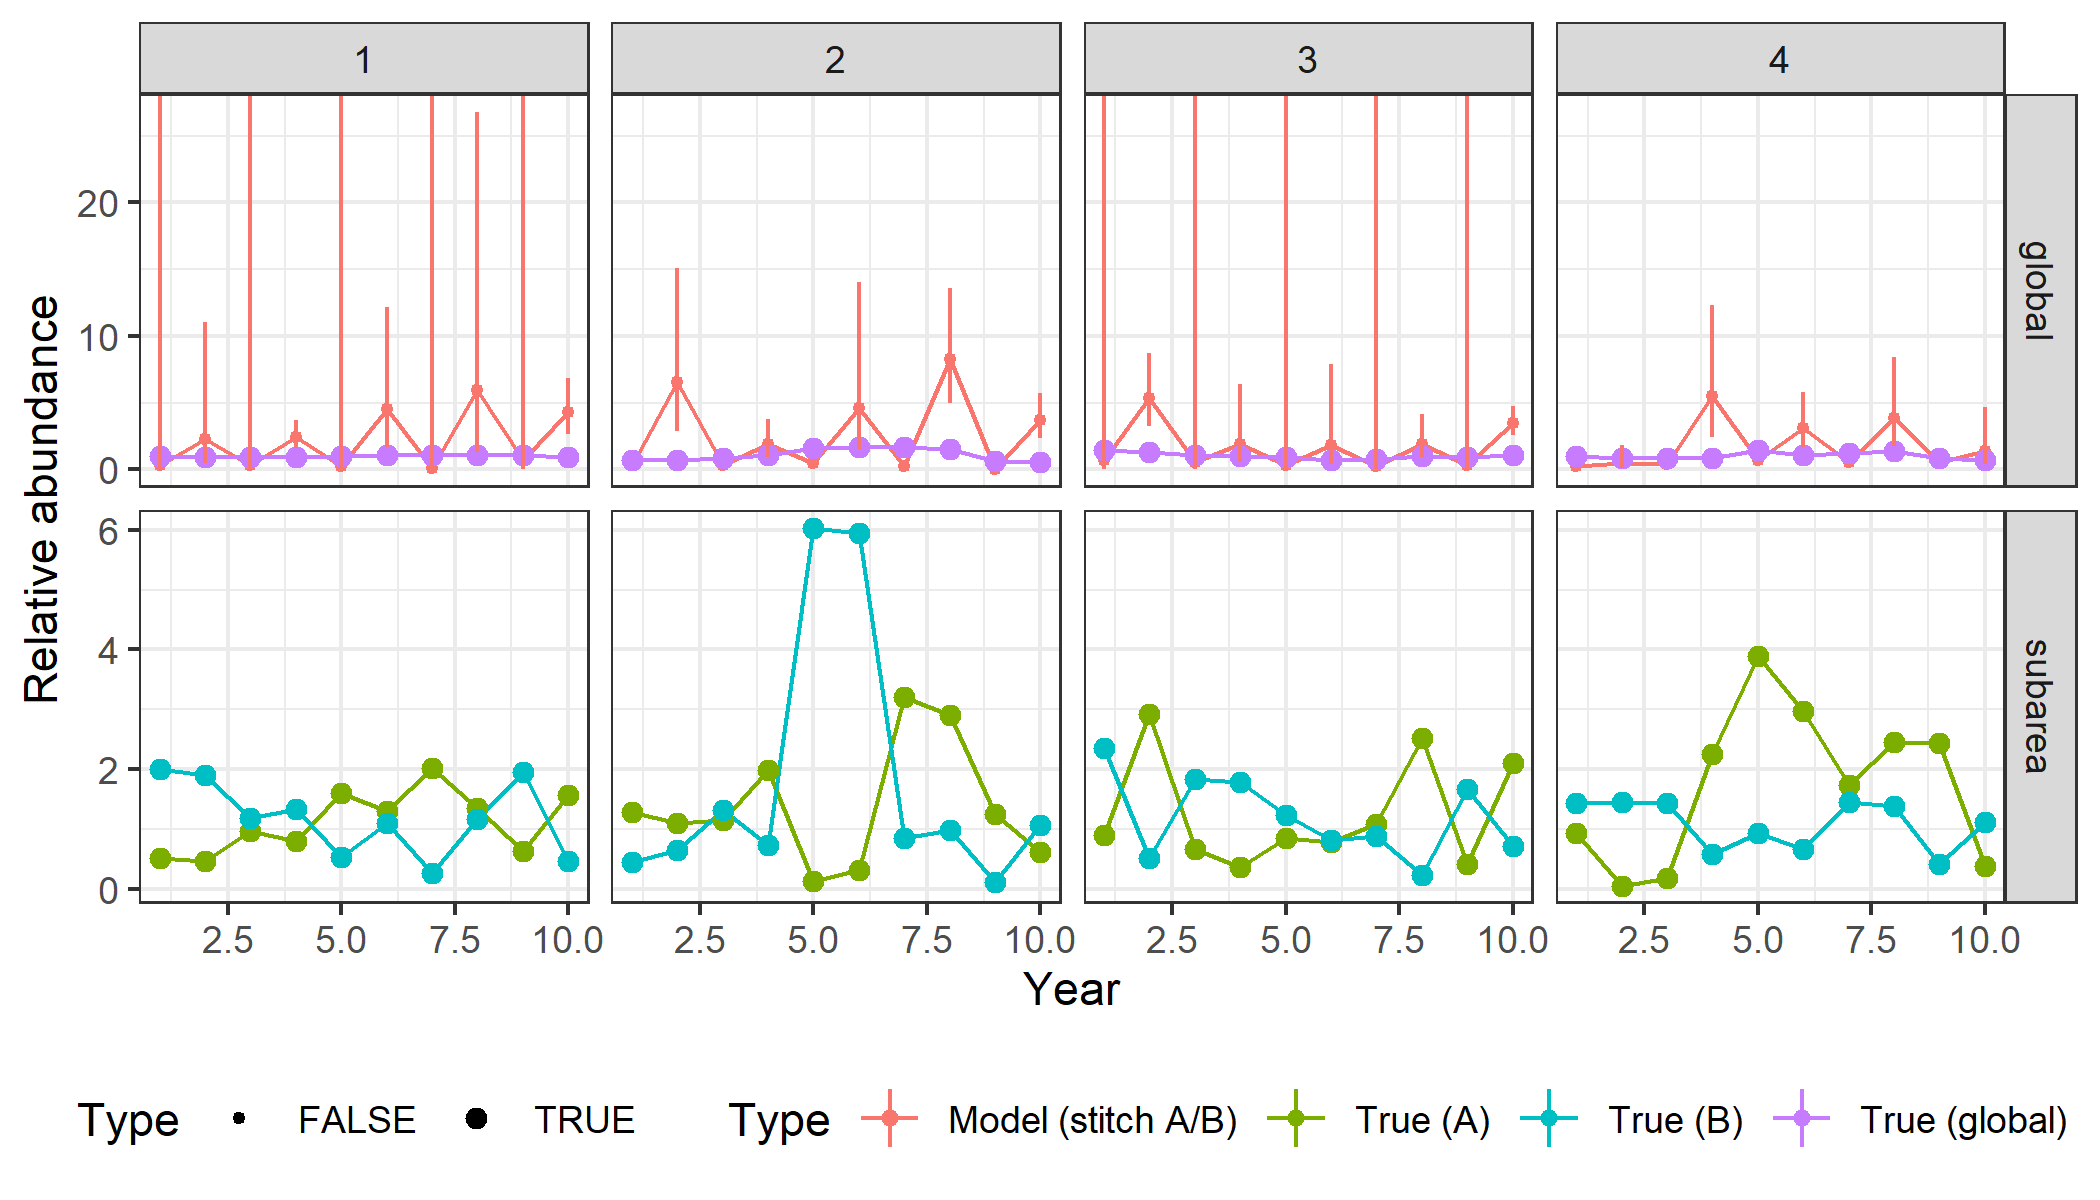 1 2 3 4
20
10
0
global
6
4
2
0
subarea
Relative abundance
2.5 5.0 7.5 10.0 2.5 5.0 7.5 10.0 2.5 5.0 7.5 10.0 2.5 5.0 7.5 10.0
Year
Type FALSE TRUE Type Model (stitch A/B) True (A) True (B) True (global)